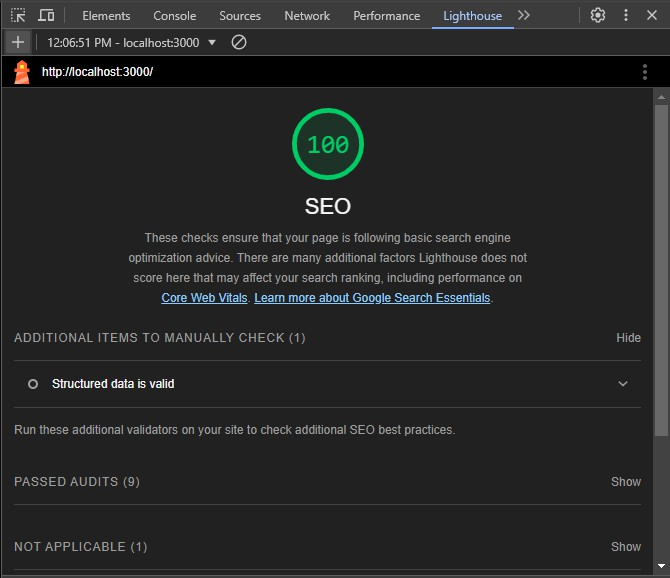 Elements Console Sources Network Performance Lighthouse
12:06:51 PM - localhost:3000
http://localhost:3000/
100
SEO
These checks ensure that your page is following basic search engine
optimization advice. There are many additional factors Lighthouse does not
score here that may affect your search ranking, including performance on
Core Web Vitals. Learn more about Google Search Essentials.
ADDITIONAL ITEMS TO MANUALLY CHECK (1) Hide
Structured data is valid
Run these additional validators on your site to check additional SEO best practices.
PASSED AUDITS (9) Show
NOT APPLICABLE (1) Show